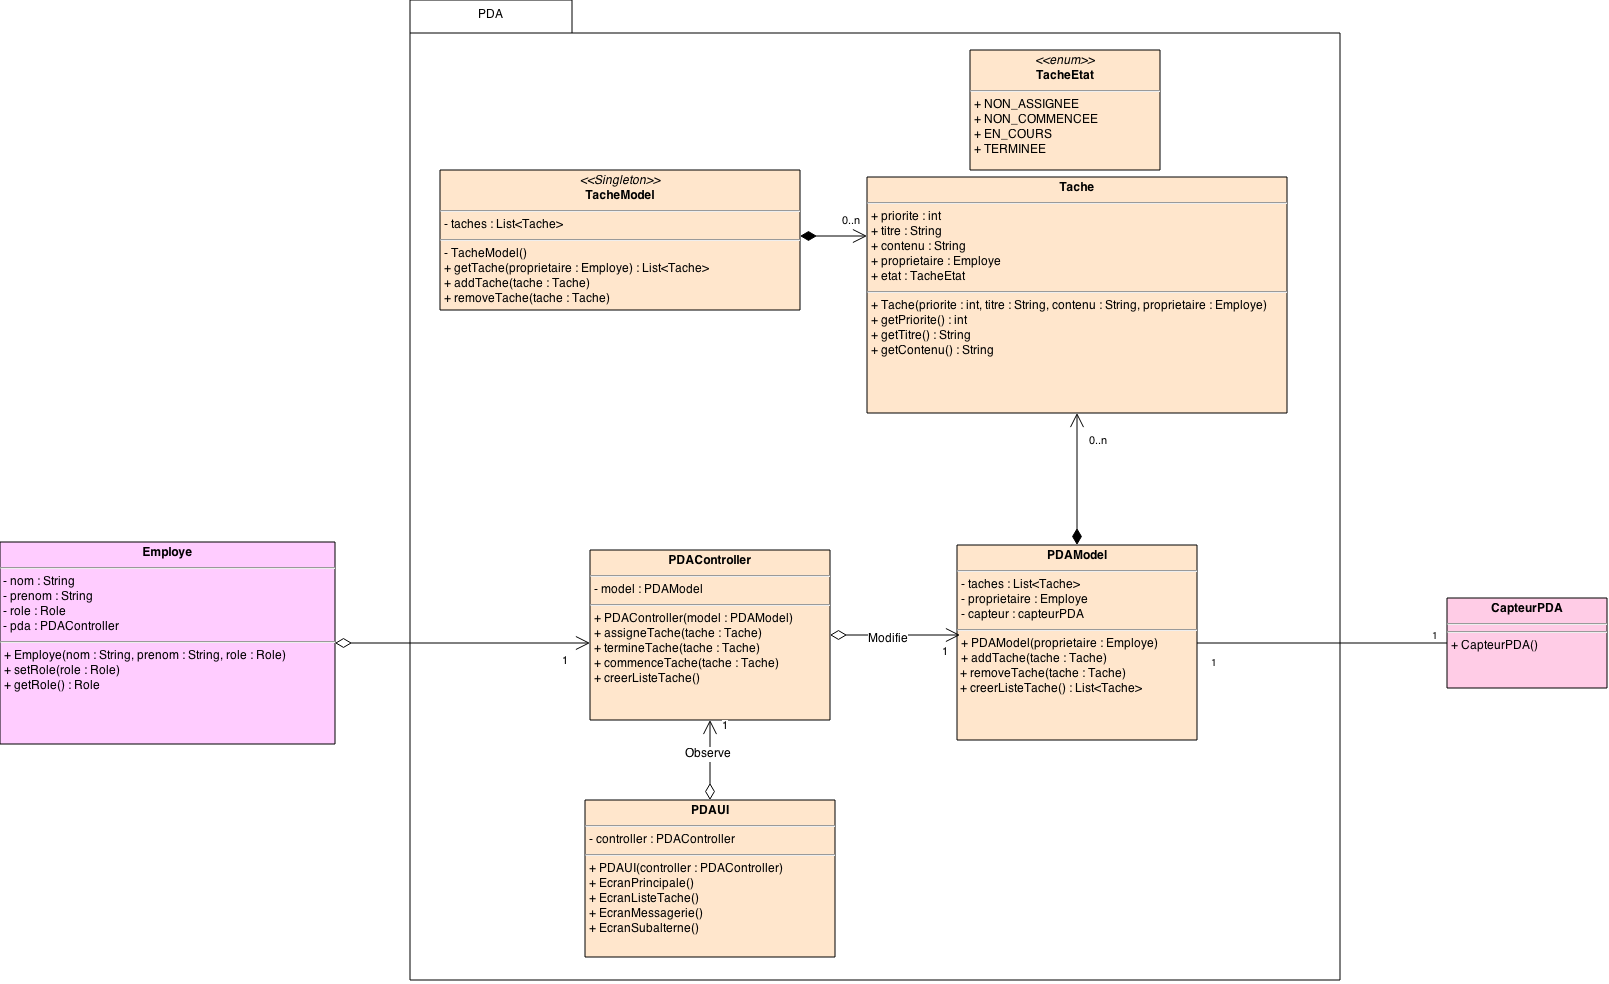 PDA
<<enum>>
TacheEtat
+ NON_ASSIGNEE
+ NON_COMMENCEE
+ EN_COURS
+ TERMINEE
<<Singleton>>
TacheModel
- taches : List<Tache>
- TacheModel()
+ getTache(proprietaire : Employe) : List<Tache>
+ addTache(tache : Tache)
+ removeTache(tache : Tache)
0..n
Tache
+ priorite : int
+ titre : String
+ contenu : String
+ proprietaire : Employe
+ etat : TacheEtat
+ Tache(priorite : int, titre : String, contenu : String, proprietaire : Employe)
+ getPriorite() : int
+ getTitre() : String
+ getContenu() : String
0..n
Employe
- nom : String
- prenom : String
- role : Role
- pda : PDAController
+ Employe(nom : String, prenom : String, role : Role)
+ setRole(role : Role)
+ getRole() : Role
1
PDAController
- model : PDAModel
+ PDAController(model : PDAModel)
+ assigneTache(tache : Tache)
+ termineTache(tache : Tache)
+ commenceTache(tache : Tache)
+ creerListeTache()
Modifie
1
PDAModel
- taches : List<Tache>
- proprietaire : Employe
- capteur : capteurPDA
+ PDAModel(proprietaire : Employe)
+ addTache(tache : Tache)
+ removeTache(tache : Tache)
+ creerListeTache() : List<Tache>
1
1
CapteurPDA
+ CapteurPDA()
1
Observe
PDAUI
- controller : PDAController
+ PDAUI(controller : PDAController)
+ EcranPrincipale()
+ EcranListeTache()
+ EcranMessagerie()
+ EcranSubalterne()